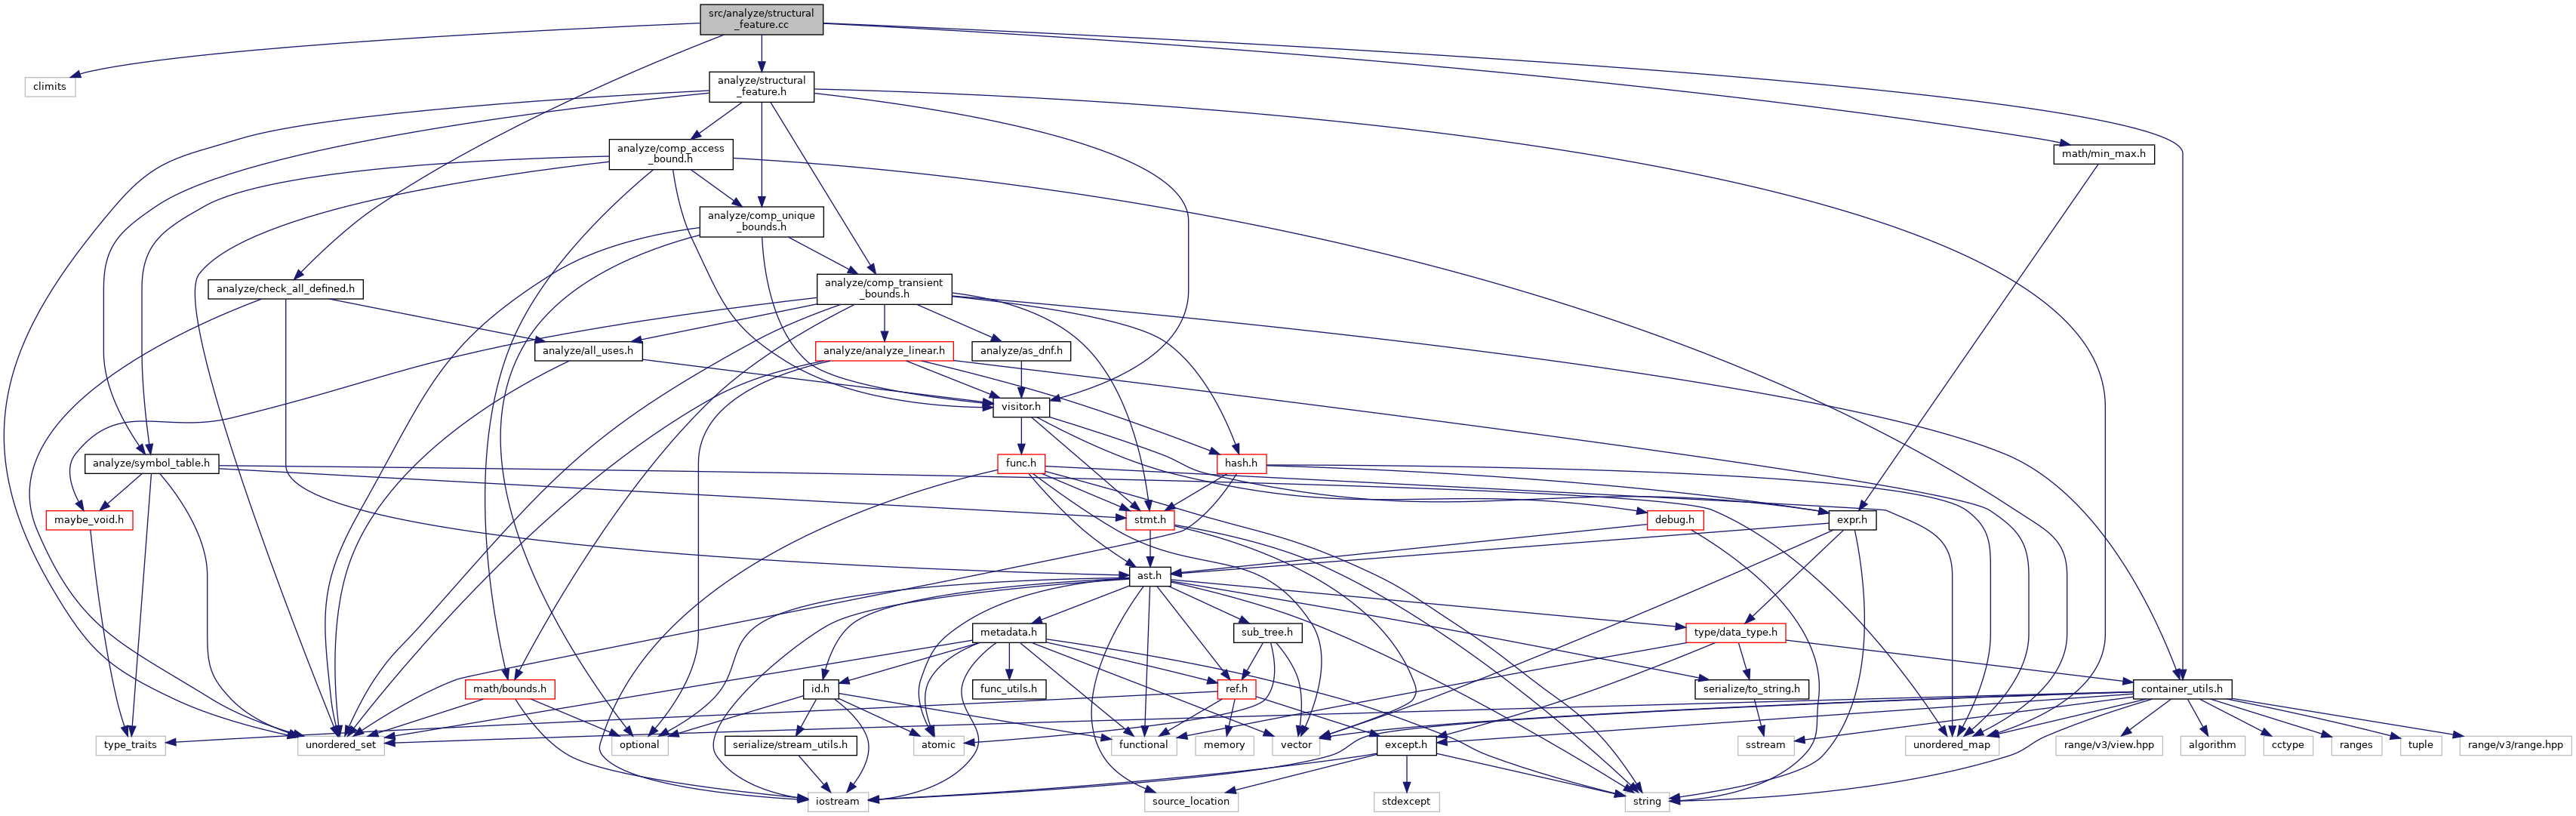 src/analyze/structural
_feature.cc
climits
analyze/structural
_feature.h
analyze/comp_access
_bound.h
math/min_max.h
analyze/comp_unique
_bounds.h
analyze/check_all_defined.h
analyze/comp_transient
_bounds.h
analyze/all_uses.h
analyze/analyze_linear.h
analyze/as_dnf.h
visitor.h
analyze/symbol_table.h
func.h
hash.h
maybe_void.h
stmt.h
debug.h
expr.h
ast.h
metadata.h
sub_tree.h
type/data_type.h
math/bounds.h
id.h
func_utils.h
ref.h
serialize/to_string.h
container_utils.h
type_traits
unordered_set
optional
serialize/stream_utils.h
atomic
functional
memory
vector
except.h
sstream
unordered_map
range/v3/view.hpp
algorithm
cctype
ranges
tuple
range/v3/range.hpp
iostream
source_location
stdexcept
string